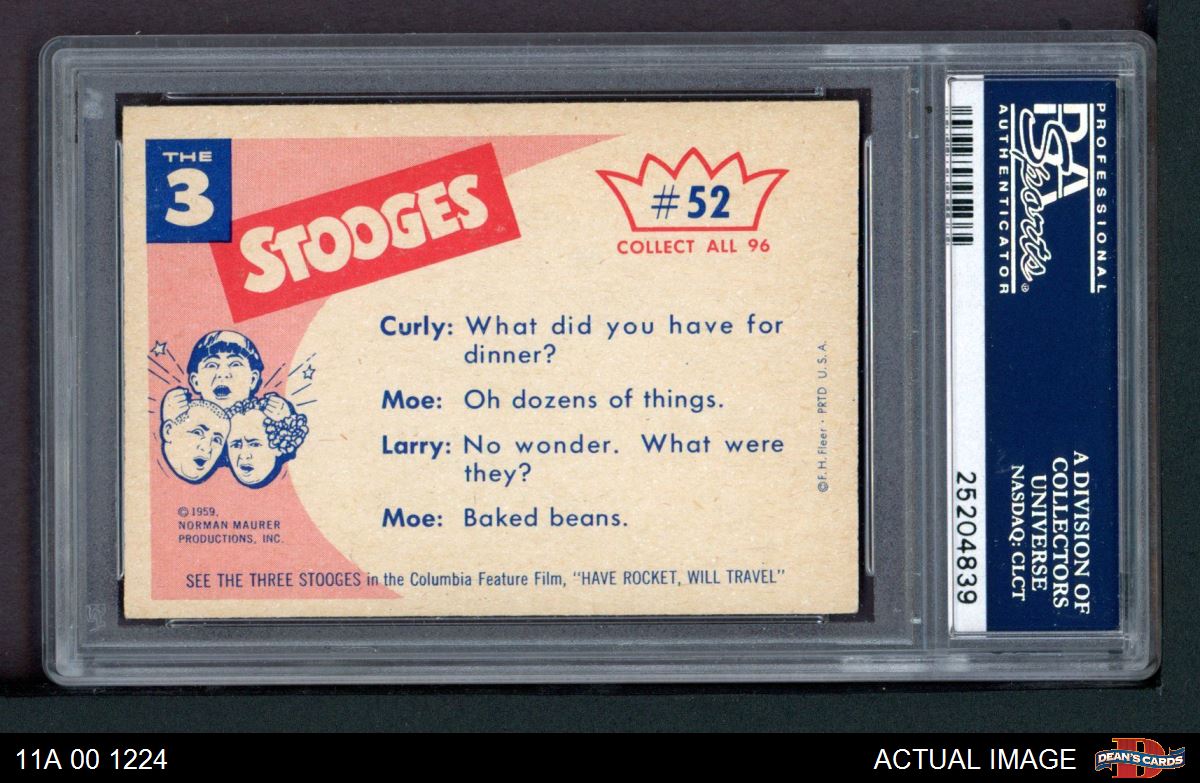 THE
3
STOOGES
#52
COLLECT ALL 96
Curly: What did you have for
dinner?
Moe: Oh dozens of things.
Larry: No wonder. What were
they?
Moe: Baked beans.
©1959,
NORMAN MAURER
PRODUCTIONS, INC.
©F.H.Fleer · PRTD U.S.A.
SEE THE THREE STOOGES in the Columbia Feature Film, "HAVE ROCKET, WILL TRAVEL"
PROFESSIONAL
PSA
Sports®
AUTHENTICATOR
A DIVISION OF
COLLECTORS
UNIVERSE
NASDAQ: CLCT
25204839
11A 00 1224
ACTUAL IMAGE
D
DEAN'S CARDS